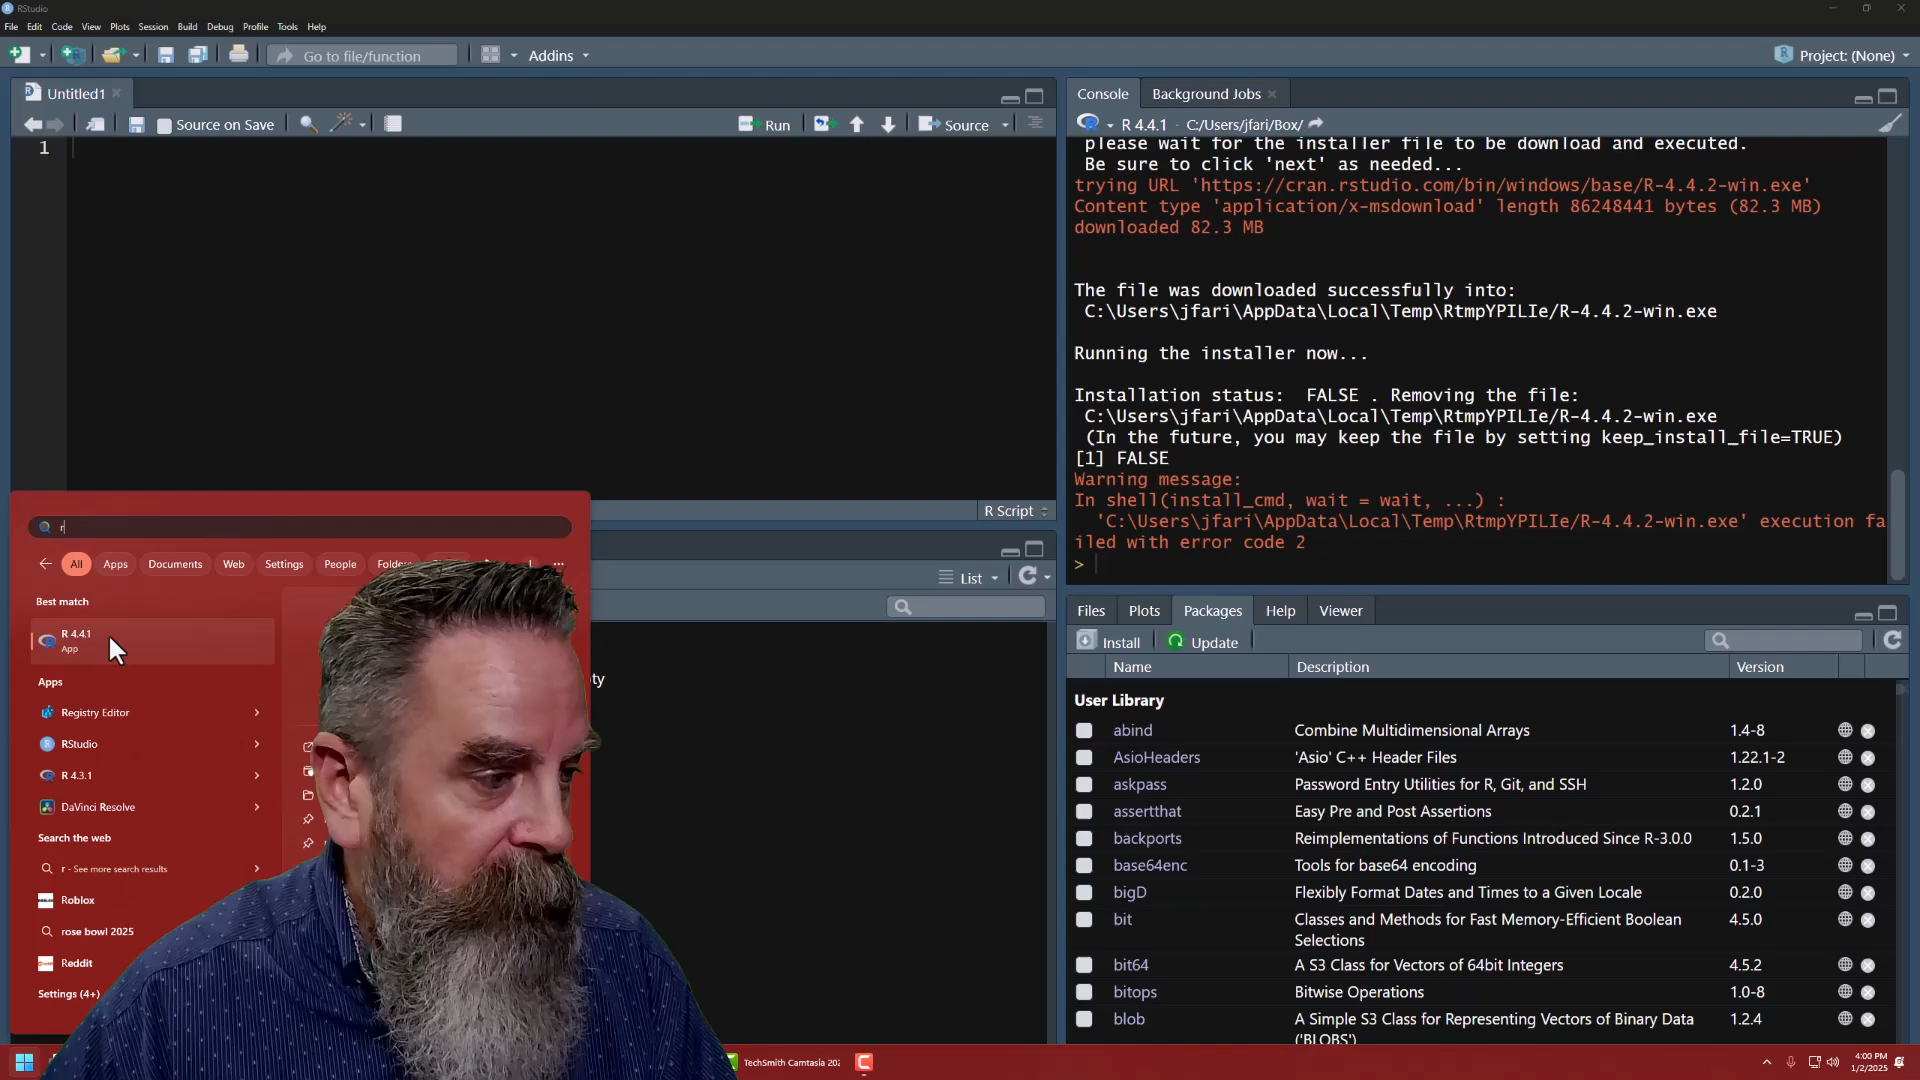 RStudio
File Edit Code View Plots Session Build Debug Profile Tools Help
Go to file/function Addins Project: (None)
Untitled1
Source on Save Run Source
1
R Script
List
Console Background Jobs
R 4.4.1 · C:/Users/jfari/Box/
please wait for the installer file to be download and executed.
Be sure to click 'next' as needed...
trying URL 'https://cran.rstudio.com/bin/windows/base/R-4.4.2-win.exe'
Content type 'application/x-msdownload' length 86248441 bytes (82.3 MB)
downloaded 82.3 MB
The file was downloaded successfully into:
C:\Users\jfari\AppData\Local\Temp\RtmpYPILIe/R-4.4.2-win.exe
Running the installer now...
Installation status: FALSE . Removing the file:
C:\Users\jfari\AppData\Local\Temp\RtmpYPILIe/R-4.4.2-win.exe
(In the future, you may keep the file by setting keep_install_file=TRUE)
[1] FALSE
Warning message:
In shell(install_cmd, wait = wait, ...) :
'C:\Users\jfari\AppData\Local\Temp\RtmpYPILIe/R-4.4.2-win.exe' execution fa
iled with error code 2
>
r
All Apps Documents Web Settings People Folders
Best match
R 4.4.1
App
Apps
Registry Editor
RStudio
R 4.3.1
DaVinci Resolve
Search the web
r - See more search results
Roblox
rose bowl 2025
Reddit
Settings (4+)
Files Plots Packages Help Viewer
Install Update
Name Description Version
User Library
abind Combine Multidimensional Arrays 1.4-8
AsioHeaders 'Asio' C++ Header Files 1.22.1-2
askpass Password Entry Utilities for R, Git, and SSH 1.2.0
assertthat Easy Pre and Post Assertions 0.2.1
backports Reimplementations of Functions Introduced Since R-3.0.0 1.5.0
base64enc Tools for base64 encoding 0.1-3
bigD Flexibly Format Dates and Times to a Given Locale 0.2.0
bit Classes and Methods for Fast Memory-Efficient Boolean 4.5.0
Selections
bit64 A S3 Class for Vectors of 64bit Integers 4.5.2
bitops Bitwise Operations 1.0-8
blob A Simple S3 Class for Representing Vectors of Binary Data 1.2.4
('BLOBS')
TechSmith Camtasia 202
4:00 PM
1/2/2025